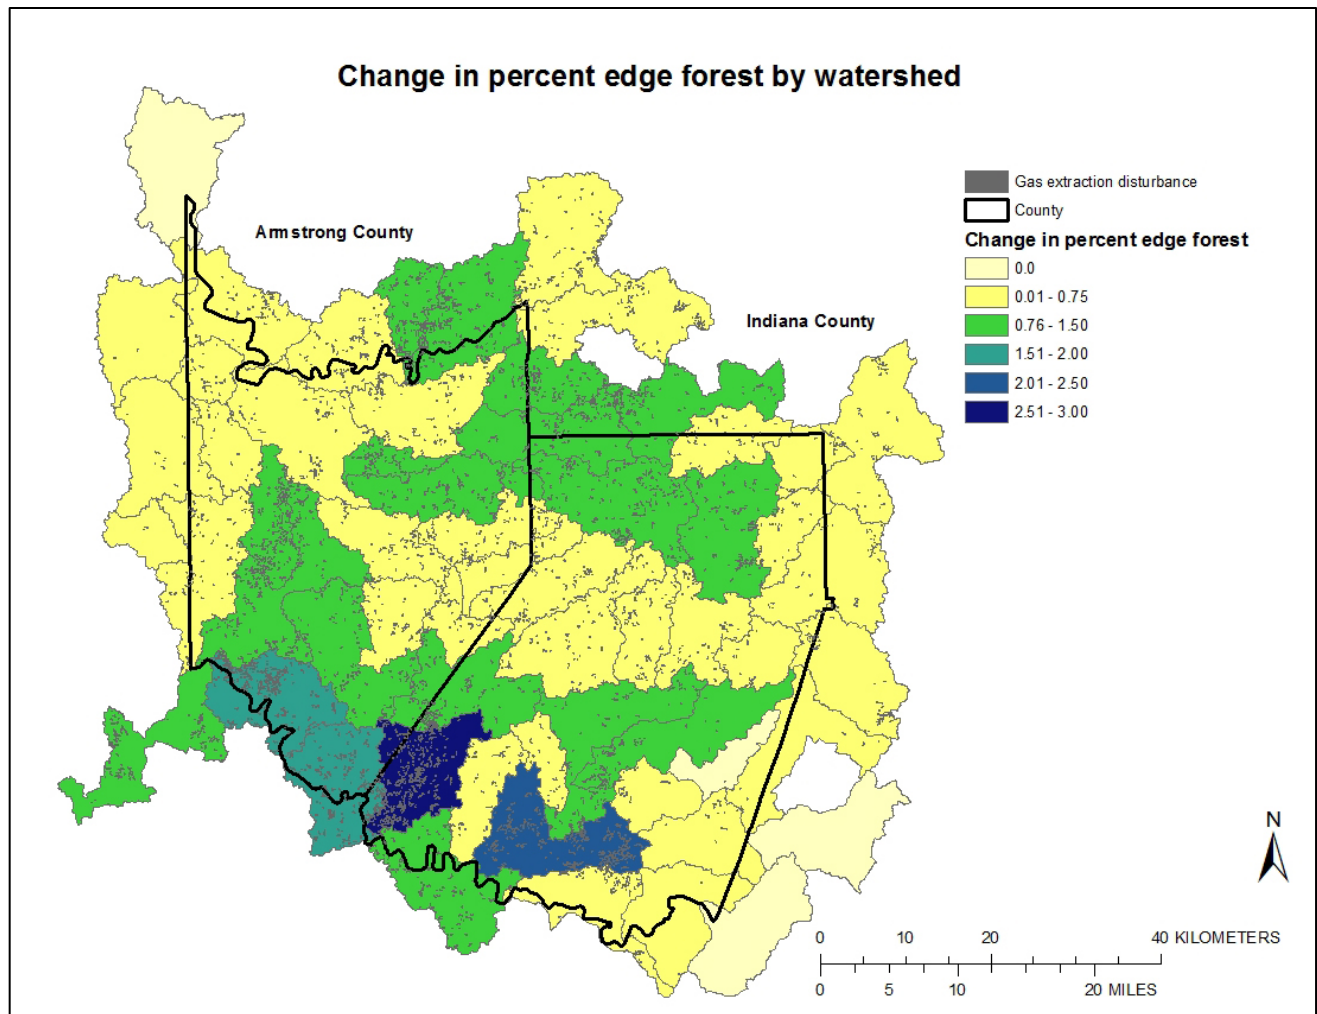 Change in percent edge forest by watershed
Armstrong County
Indiana County
Gas extraction disturbance
County
Change in percent edge forest
0.0
0.01 - 0.75
0.76 - 1.50
1.51 - 2.00
2.01 - 2.50
2.51 - 3.00
N
0 10 20 40 KILOMETERS
0 5 10 20 MILES